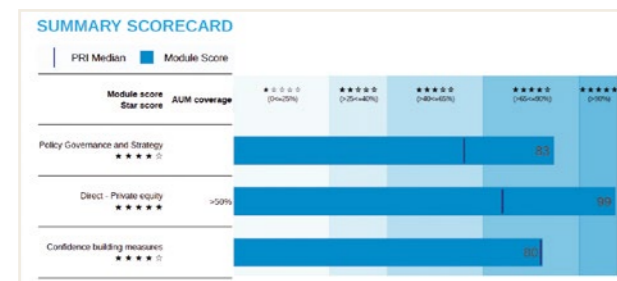 SUMMARY SCORECARD
PRI Median Module Score
Module score
Star score
AUM coverage
★☆☆☆☆ ★★☆☆☆ ★★★☆☆ ★★★★☆ ★★★★★
(0<=25%) (>25<=40%) (>40<=65%) (>65<=90%) (>90%)
Policy Governance and Strategy
★★★★☆
83
Direct - Private equity
★★★★★
>50%
99
Confidence building measures
★★★★☆
80